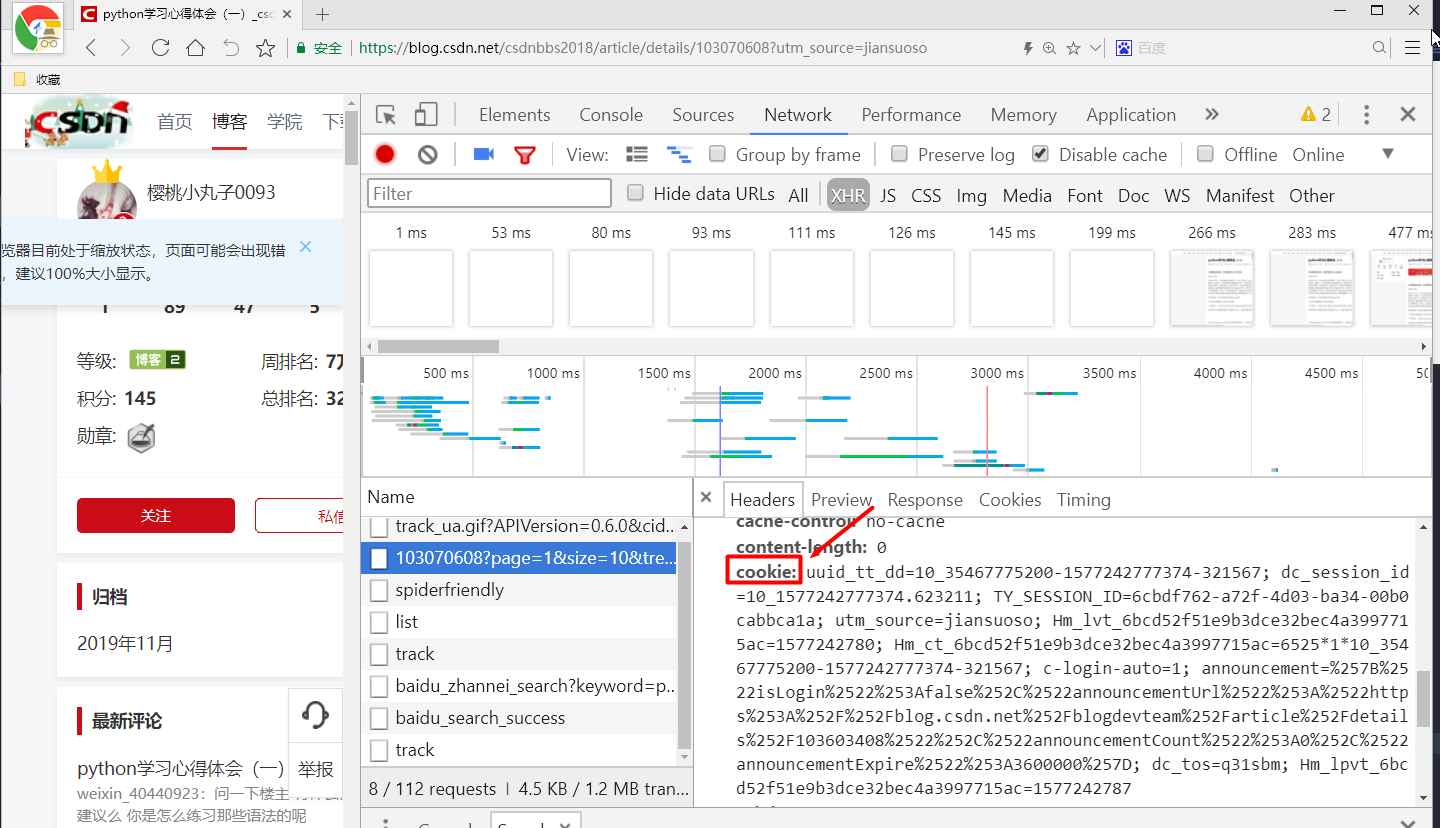 python学习心得体会（一）_csc
安全 https://blog.csdn.net/csdnbbs2018/article/details/103070608?utm_source=jiansuoso
百度
收藏
CSDN 首页 博客 学院
樱桃小丸子0093
览器目前处于缩放状态，页面可能会出现错
，建议100%大小显示。
1 89 47 5
等级: 博客 2 周排名: 7万
积分: 145 总排名: 32
勋章:
关注 私信
归档
2019年11月
最新评论
python学习心得体会（一）
举报
weixin_40440923：问一下楼主
建议么 你是怎么练习那些语法的呢
Elements Console Sources Network Performance Memory Application » 2
View: Group by frame Preserve log Disable cache Offline Online
Filter Hide data URLs All XHR JS CSS Img Media Font Doc WS Manifest Other
1 ms 53 ms 80 ms 93 ms 111 ms 126 ms 145 ms 199 ms 266 ms 283 ms 477 ms
500 ms 1000 ms 1500 ms 2000 ms 2500 ms 3000 ms 3500 ms 4000 ms 4500 ms 50
Name
track_ua.gif?APIVersion=0.6.0&cid...
103070608?page=1&size=10&tre...
spiderfriendly
list
track
baidu_zhannei_search?keyword=p...
baidu_search_success
track
8 / 112 requests | 4.5 KB / 1.2 MB tran...
Headers Preview Response Cookies Timing
cache-control: no-cache
content-length: 0
cookie: uuid_tt_dd=10_35467775200-1577242777374-321567; dc_session_id
=10_1577242777374.623211; TY_SESSION_ID=6cbdf762-a72f-4d03-ba34-00b0
cabbca1a; utm_source=jiansuoso; Hm_lvt_6bcd52f51e9b3dce32bec4a399771
5ac=1577242780; Hm_ct_6bcd52f51e9b3dce32bec4a3997715ac=6525*1*10_354
67775200-1577242777374-321567; c-login-auto=1; announcement=%257B%25
22isLogin%2522%253Afalse%252C%2522announcementUrl%2522%253A%2522http
s%253A%252F%252Fblog.csdn.net%252Fblogdevteam%252Farticle%252Fdetail
s%252F103603408%2522%252C%2522announcementCount%2522%253A0%252C%2522
announcementExpire%2522%253A3600000%257D; dc_tos=q31sbm; Hm_lpvt_6bc
d52f51e9b3dce32bec4a3997715ac=1577242787